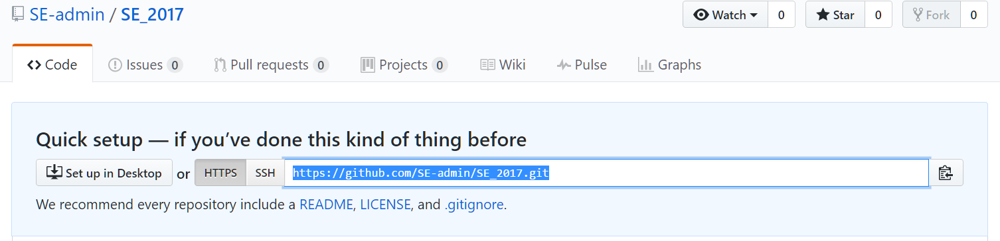 SE-admin / SE_2017
Watch 0 Star 0 Fork 0
Code Issues 0 Pull requests 0 Projects 0 Wiki Pulse Graphs
Quick setup — if you’ve done this kind of thing before
Set up in Desktop or HTTPS SSH https://github.com/SE-admin/SE_2017.git
We recommend every repository include a README, LICENSE, and .gitignore.